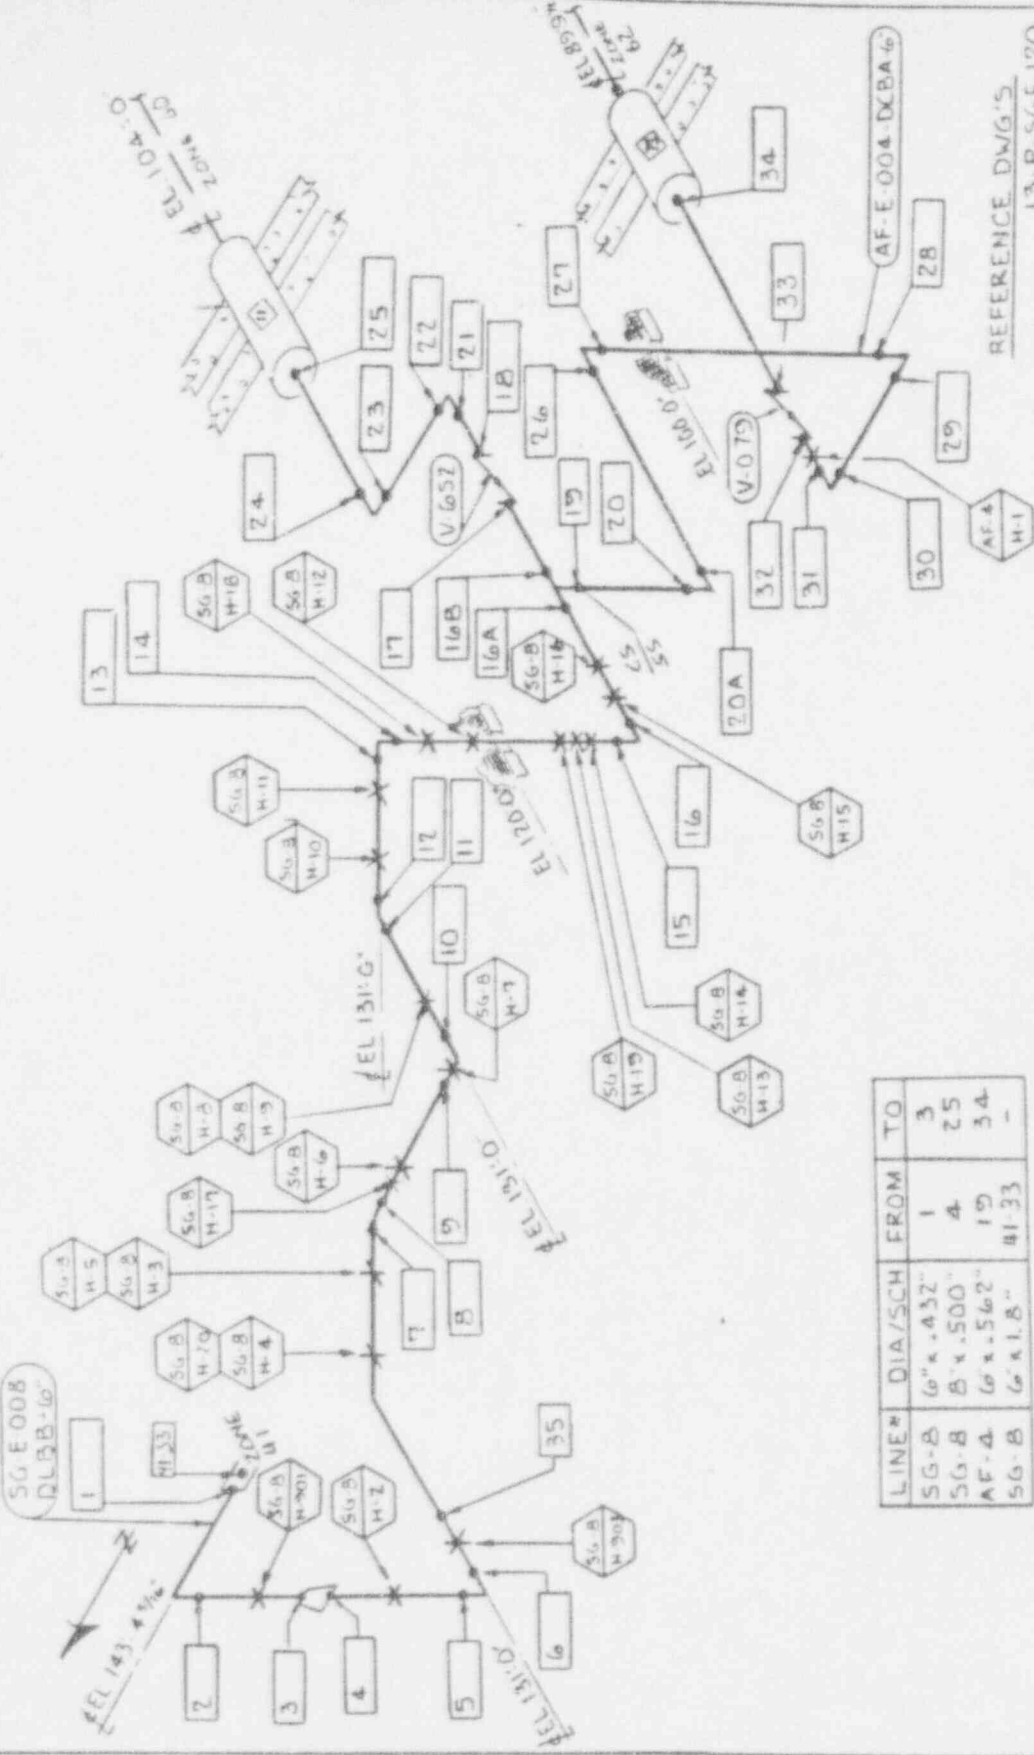 SG E 008
DLBB-6"
1
41-33
ZONE
41
¢ EL 143'-4 5/16"
N
2
SG-8
H-901
3
4
SG-8
H-2
5
6
SG-8
H-903
35
¢ EL 131'-0"
SG-8
H-20
SG-8
H-4
SG-8
H-5
SG-8
H-3
7
8
SG-8
H-17
SG-8
H-6
9
SG-8
H-8
SG-8
H-9
SG-8
H-7
10
¢ EL 131'-0"
¢ EL 131'-0"
11
12
SG-8
H-10
SG-8
H-11
13
14
SG-8
H-18
SG-8
H-12
EL 120'-0"
SG-8
H-19
SG-8
H-13
SG-8
H-14
15
16
SG-8
H-15
SG-8
H-16
CS
SS
16A
16B
17
V-652
18
21
22
23
24
25
11
¢ EL 104'-0"
¢ ZONE
19
20
20A
26
27
EL 100'-0"
AF-E-004-DCBA-6"
28
29
30
AF-4
H-1
31
32
V-079
33
34
¢ EL 89'-9"
¢ ZONE
62
REFERENCE DWG'S
LINE# DIA/SCH FROM TO
SG-8 6" x .432" 1 3
SG-8 8" x .500" 4 25
AF-4 6" x .562" 19 34
SG-8 6" x 1.8" 41-33 -